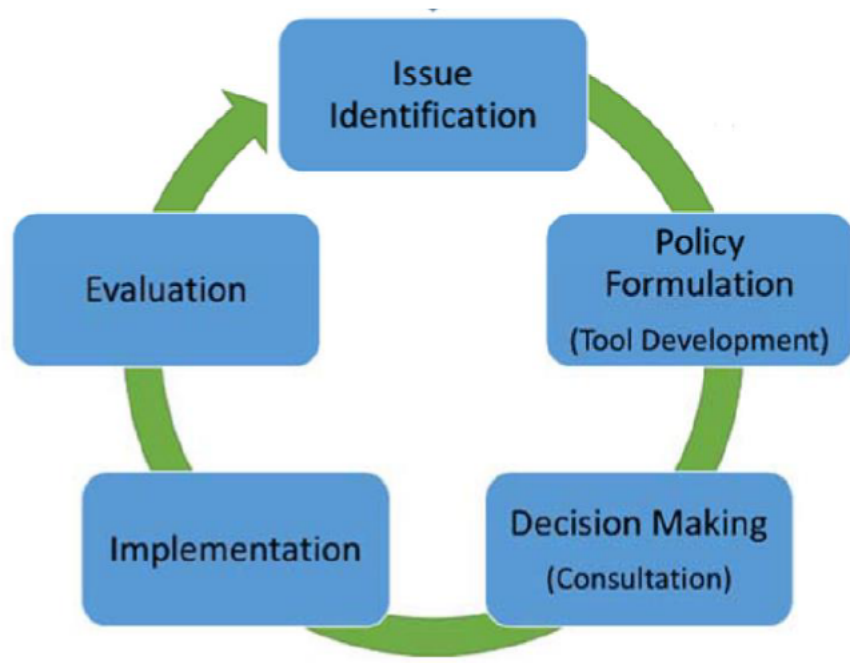 Issue
Identification
Policy
Formulation
(Tool Development)
Decision Making
(Consultation)
Implementation
Evaluation